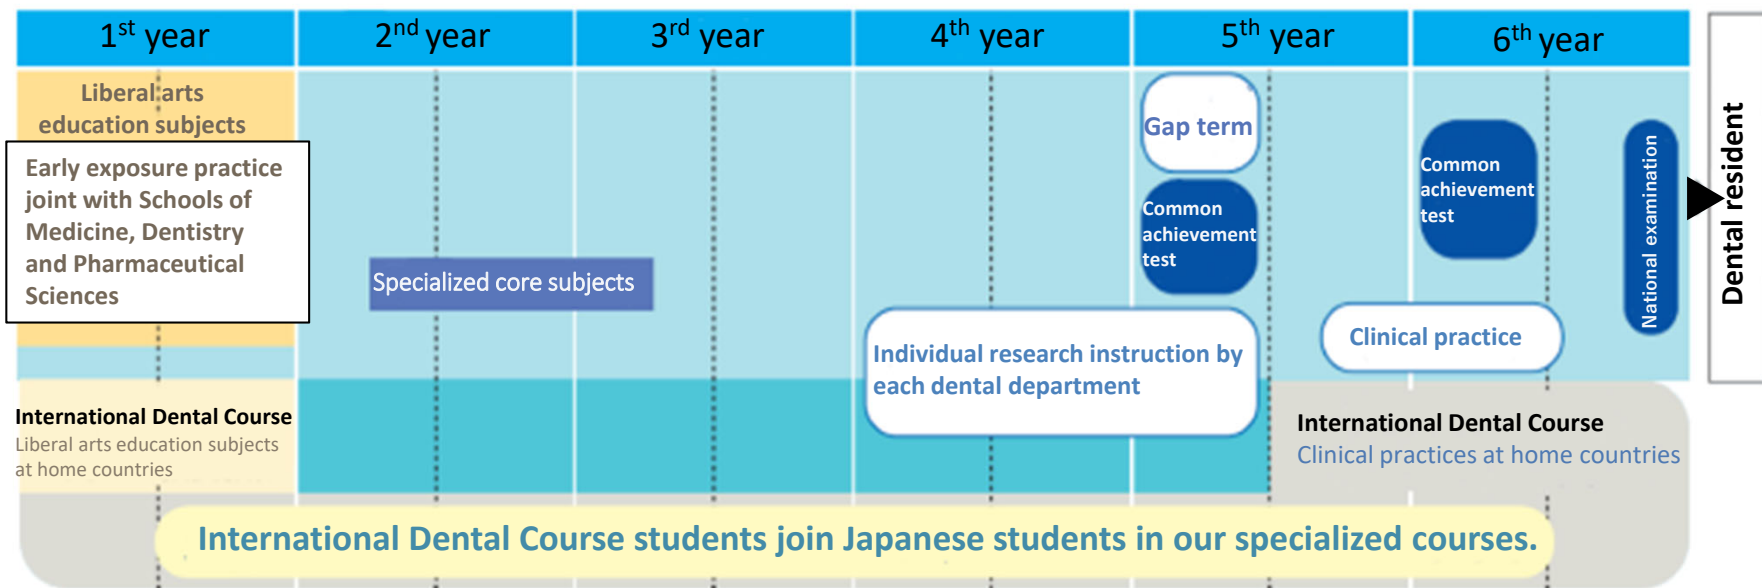 1st year
2nd year
3rd year
4th year
5th year
6th year
Liberal arts
education subjects
Early exposure practice
joint with Schools of
Medicine, Dentistry
and Pharmaceutical
Sciences
Specialized core subjects
Gap term
Common
achievement
test
Individual research instruction by
each dental department
Common
achievement
test
Clinical practice
National examination
Dental resident
International Dental Course
Liberal arts education subjects
at home countries
International Dental Course
Clinical practices at home countries
International Dental Course students join Japanese students in our specialized courses.